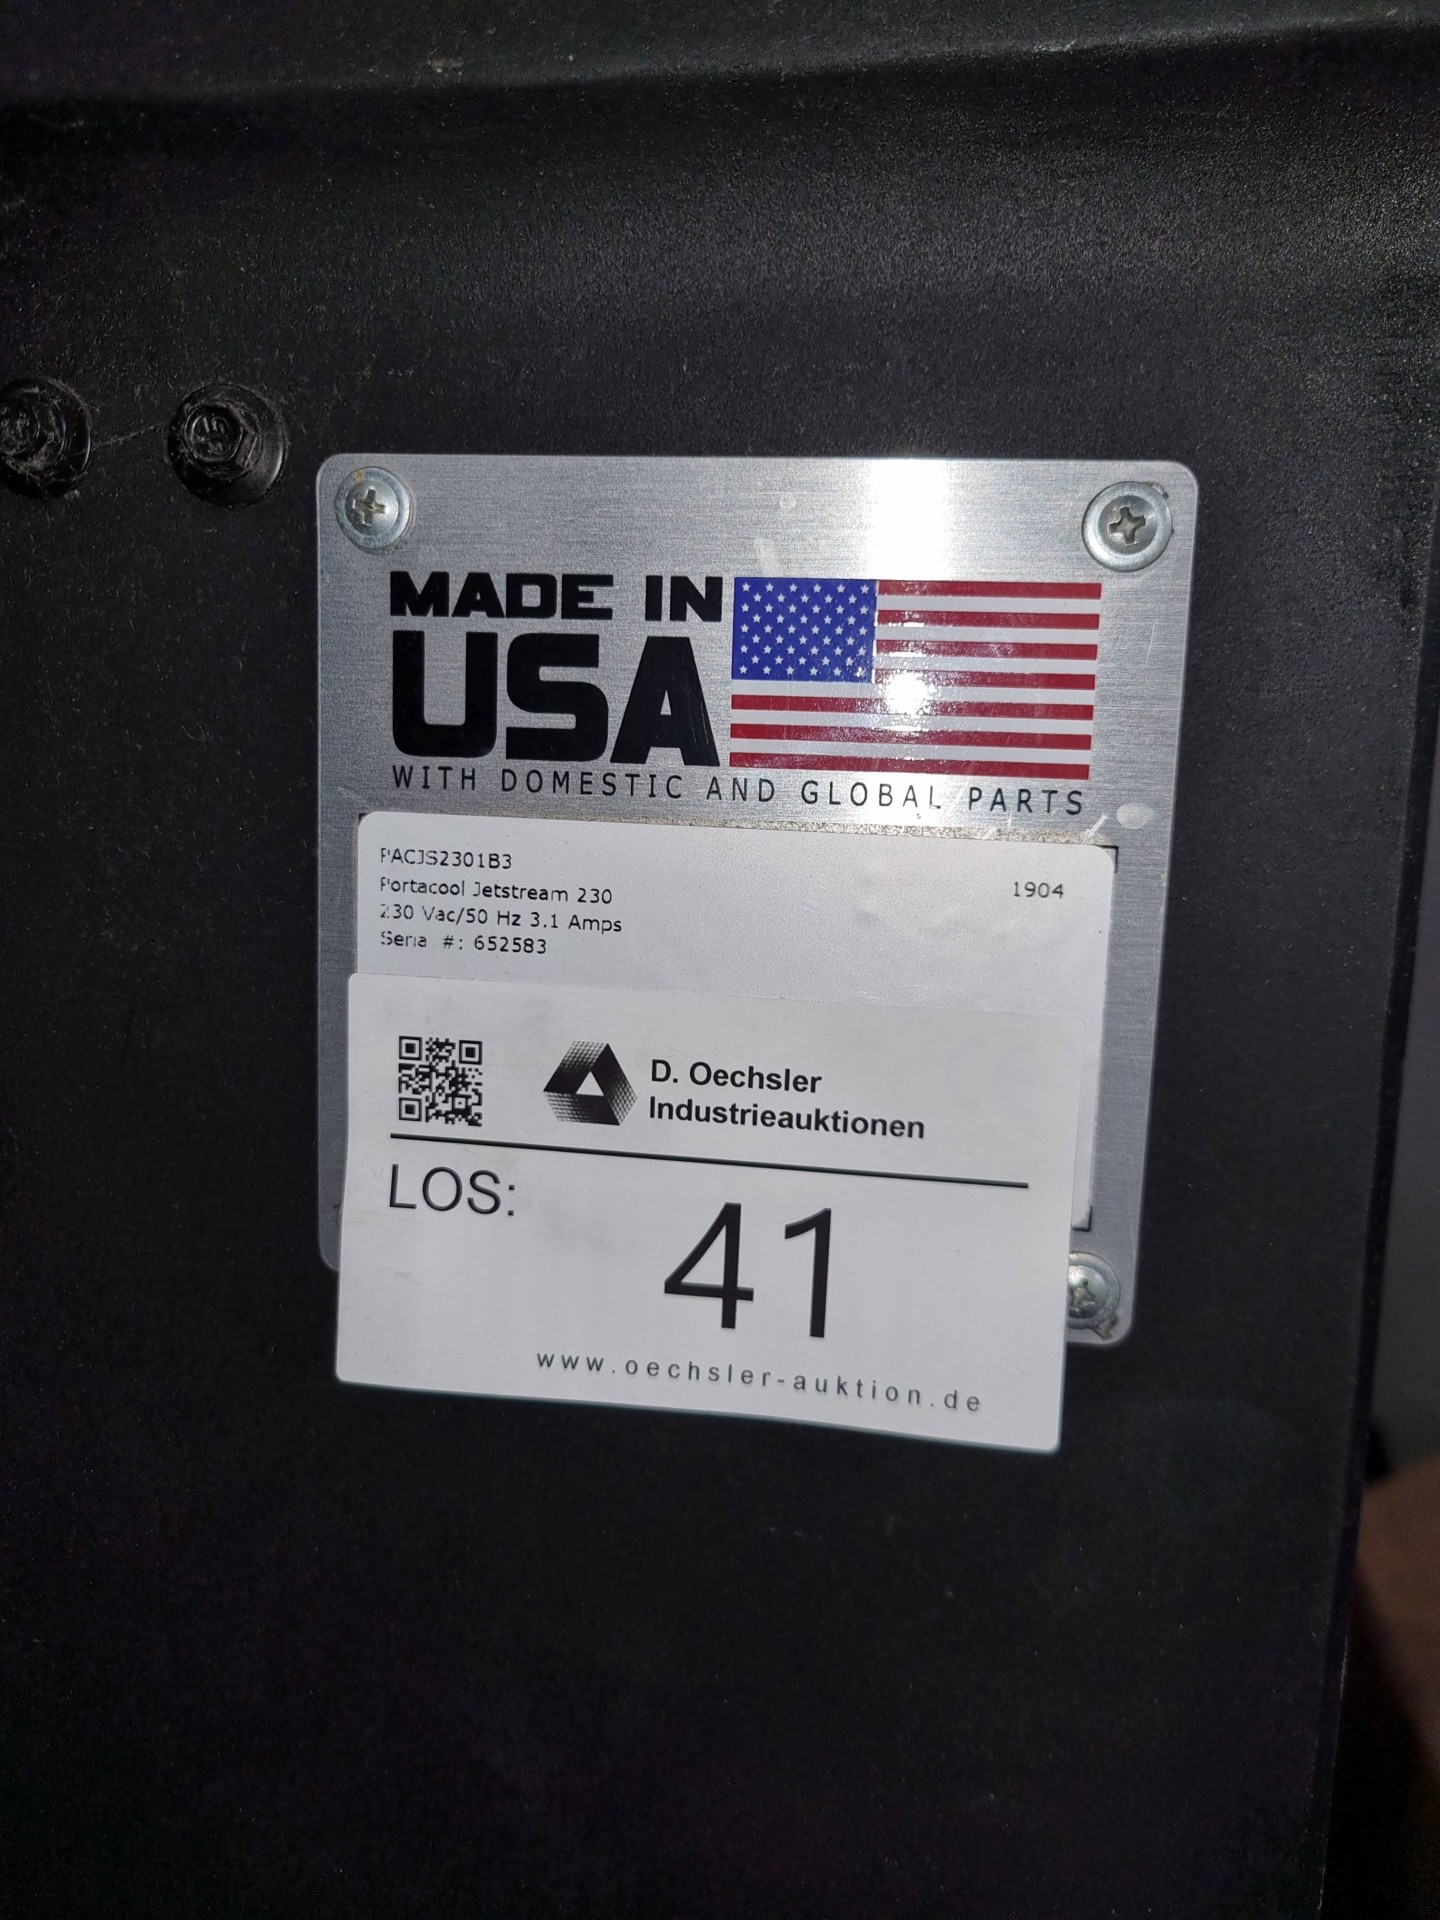 MADE IN
USA
WITH DOMESTIC AND GLOBAL PARTS
PACJS2301B3
Portacool Jetstream 230
1904
230 Vac/50 Hz 3.1 Amps
Serial #: 652583
D. Oechsler
Industrieauktionen
LOS:
41
www.oechsler-auktion.de